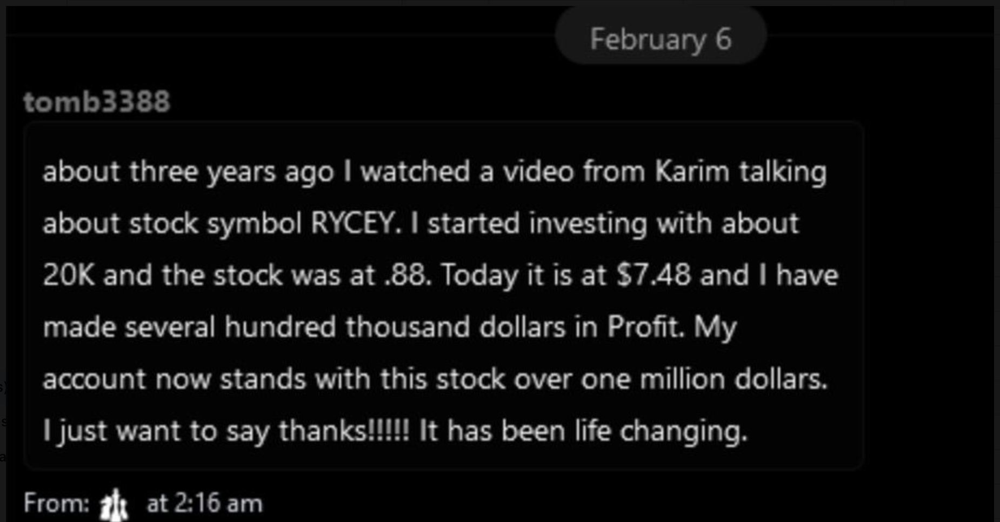 February 6
tomb3388
about three years ago I watched a video from Karim talking
about stock symbol RYCEY. I started investing with about
20K and the stock was at .88. Today it is at $7.48 and I have
made several hundred thousand dollars in Profit. My
account now stands with this stock over one million dollars.
I just want to say thanks!!!!! It has been life changing.
From: at 2:16 am